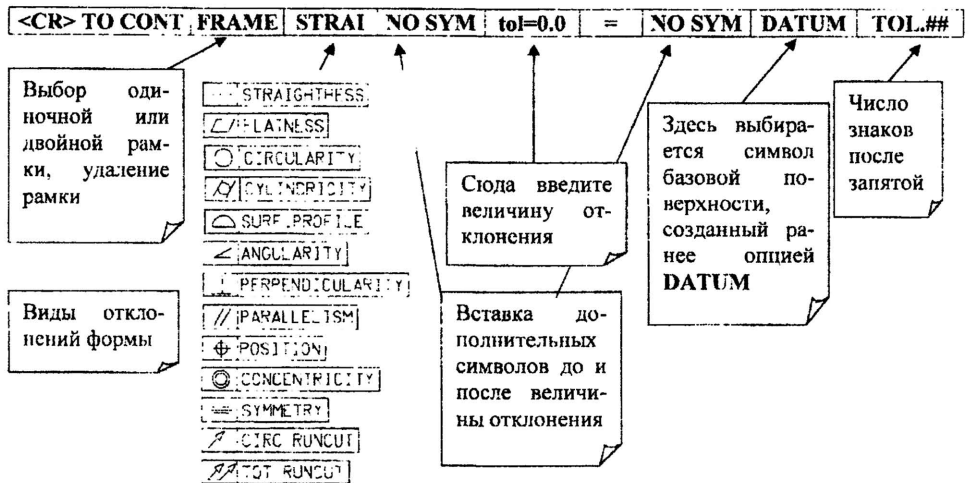 <CR> TO CONT FRAME STRAI NO SYM tol=0.0 = NO SYM DATUM TOL.##
Выбор оди-
ночной или
двойной рам-
ки, удаление
рамки
Виды откло-
нений формы
STRAIGHTHESS
FLATNESS
CIRCULARITY
CYLINDRICITY
SURF.PROFILE
ANGULARITY
PERPENDICULARITY
// PARALLELISM
POSITION
CONCENTRICITY
SYMMETRY
CIRC RUNCUT
TOT RUNCUT
Сюда введите
величину от-
клонения
Вставка до-
полнительных
символов до и
после величи-
ны отклонения
Здесь выбира-
ется символ
базовой по-
верхности,
созданный ра-
нее опцией
DATUM
Число
знаков
после
запятой